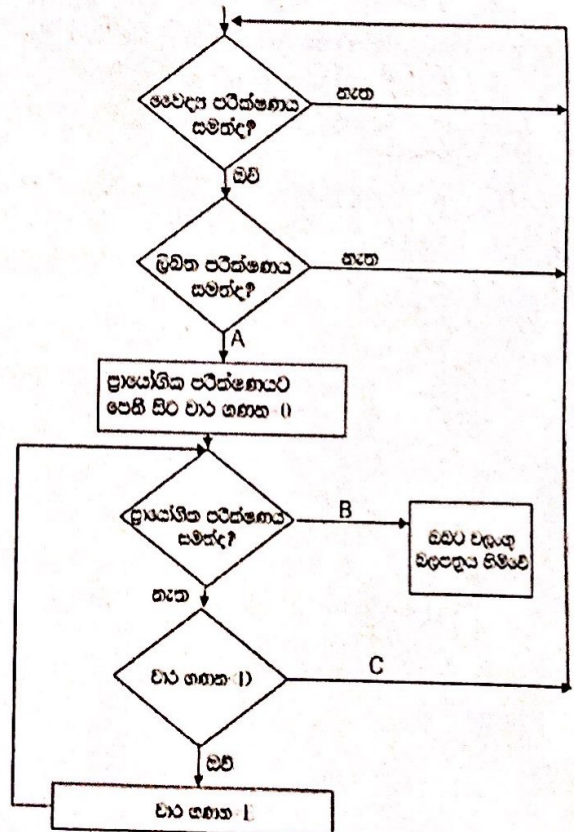 වෛද්‍ය පරීක්ෂණය
සමත්ද?
නැත
ඔව්
ලිඛිත පරීක්ෂණය
සමත්ද?
නැත
A
ප්‍රායෝගික පරීක්ෂණයට
පෙනී සිටි වාර ගණන
ප්‍රායෝගික පරීක්ෂණය
සමත්ද?
B
ඔබට වලංගු
බලපත්‍රය හිමිවේ
නැත
වාර ගණන
C
ඔව්
වාර ගණන